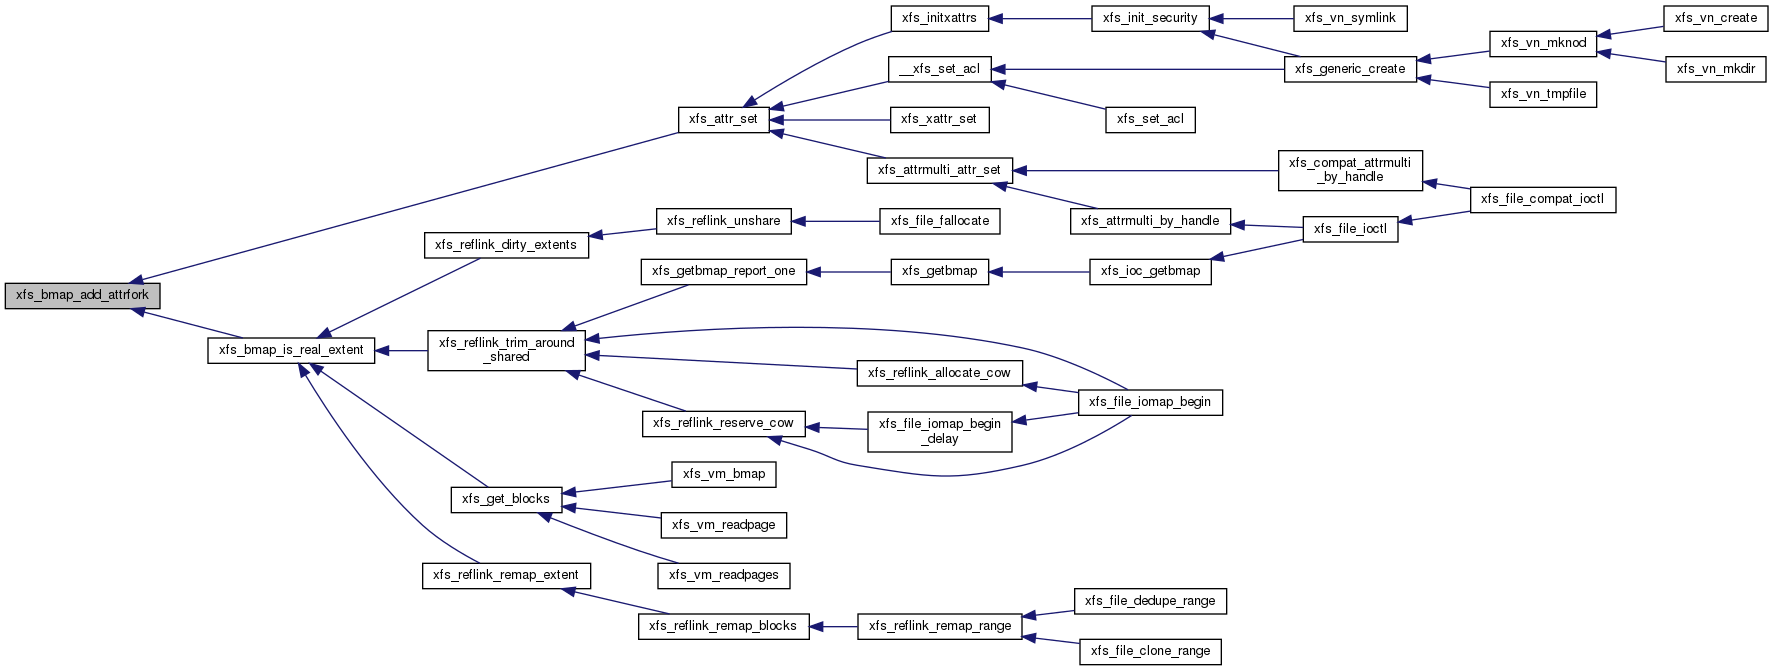 xfs_initxattrs
xfs_init_security
xfs_vn_symlink
xfs_vn_create
xfs_vn_mknod
__xfs_set_acl
xfs_generic_create
xfs_vn_mkdir
xfs_vn_tmpfile
xfs_attr_set
xfs_xattr_set
xfs_set_acl
xfs_attrmulti_attr_set
xfs_compat_attrmulti
_by_handle
xfs_file_compat_ioctl
xfs_reflink_unshare
xfs_file_fallocate
xfs_attrmulti_by_handle
xfs_file_ioctl
xfs_reflink_dirty_extents
xfs_getbmap_report_one
xfs_getbmap
xfs_ioc_getbmap
xfs_bmap_add_attrfork
xfs_bmap_is_real_extent
xfs_reflink_trim_around
_shared
xfs_reflink_allocate_cow
xfs_file_iomap_begin
xfs_reflink_reserve_cow
xfs_file_iomap_begin
_delay
xfs_vm_bmap
xfs_get_blocks
xfs_vm_readpage
xfs_reflink_remap_extent
xfs_vm_readpages
xfs_file_dedupe_range
xfs_reflink_remap_blocks
xfs_reflink_remap_range
xfs_file_clone_range